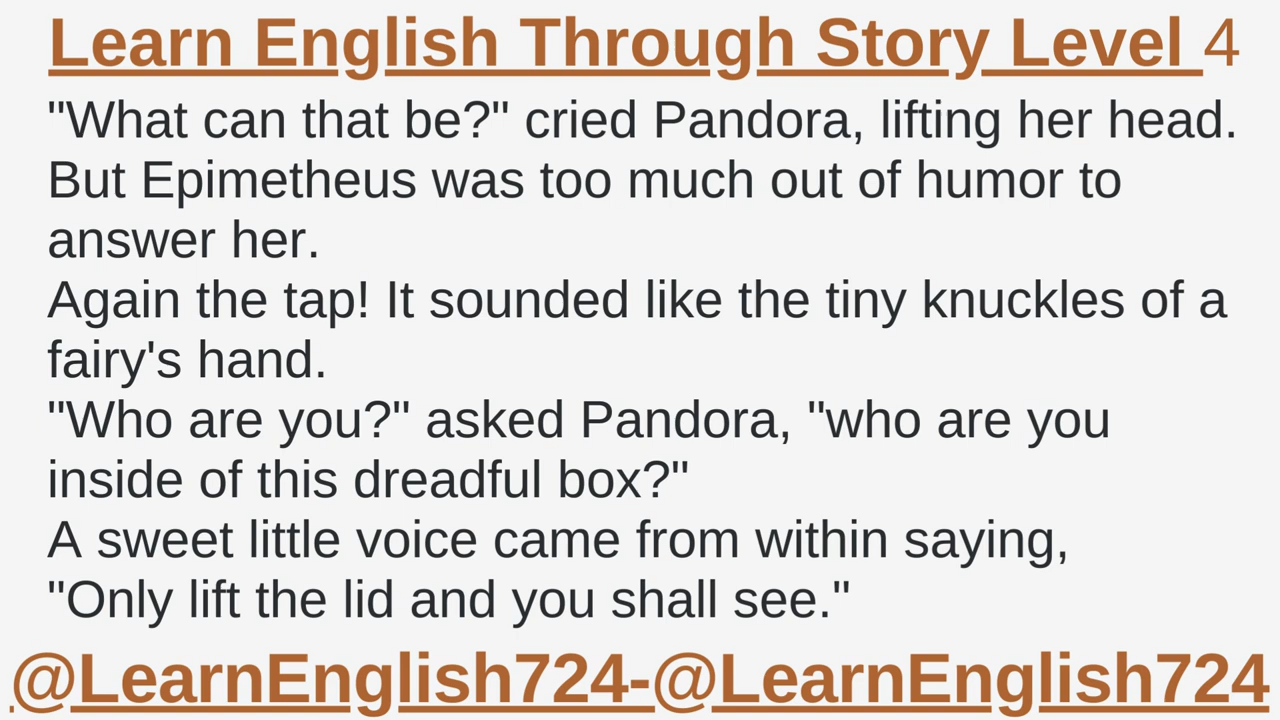 Learn English Through Story Level 4
"What can that be?" cried Pandora, lifting her head.
But Epimetheus was too much out of humor to
answer her.
Again the tap! It sounded like the tiny knuckles of a
fairy's hand.
"Who are you?" asked Pandora, "who are you
inside of this dreadful box?"
A sweet little voice came from within saying,
"Only lift the lid and you shall see."
@LearnEnglish724-@LearnEnglish724